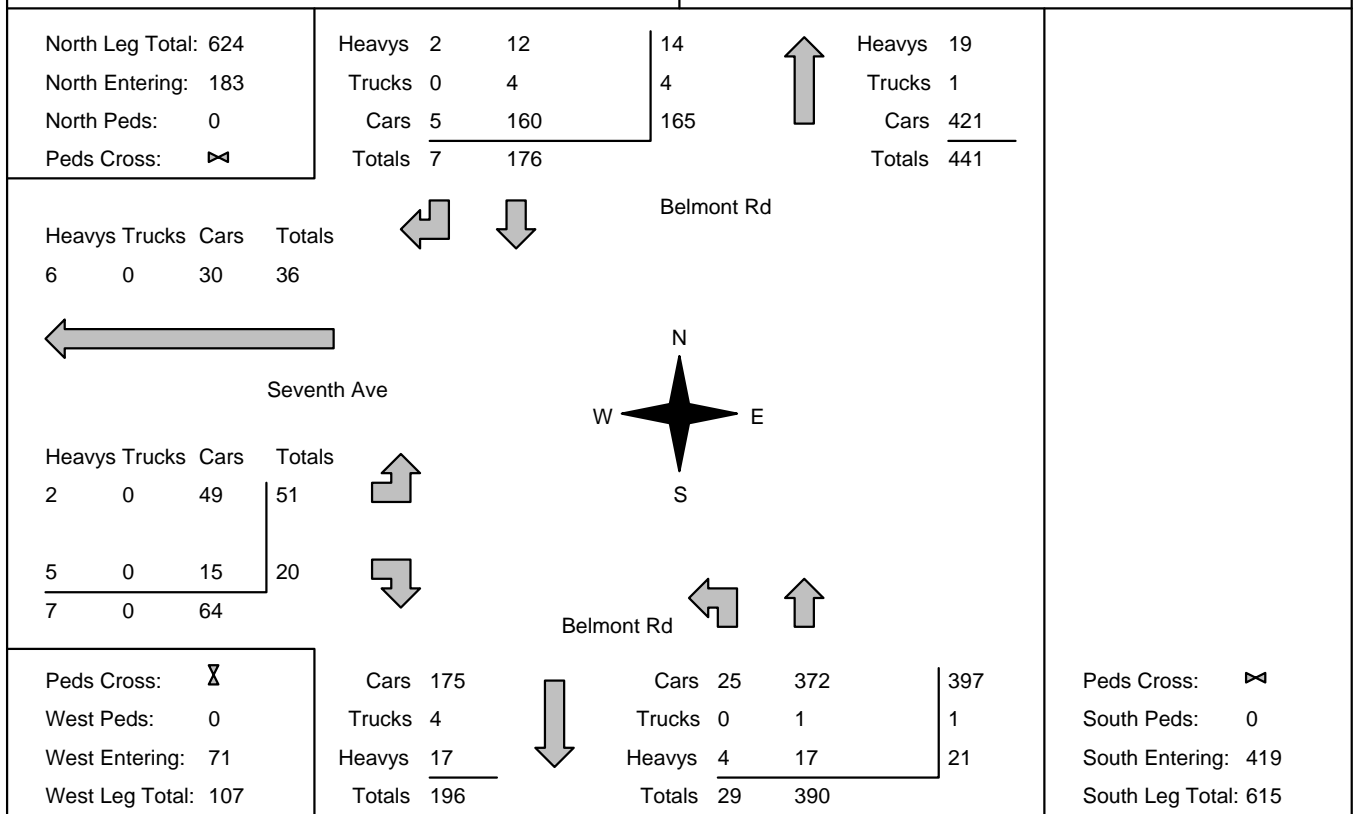 North Leg Total: 624
North Entering: 183
North Peds: 0
Peds Cross:
Heavys 2 12 14
Trucks 0 4 4
Cars 5 160 165
Totals 7 176
Heavys 19
Trucks 1
Cars 421
Totals 441
Belmont Rd
Heavys Trucks Cars Totals
6 0 30 36
Seventh Ave
N
W E
S
Heavys Trucks Cars Totals
2 0 49 51
5 0 15 20
7 0 64
Belmont Rd
Peds Cross:
West Peds: 0
West Entering: 71
West Leg Total: 107
Cars 175
Trucks 4
Heavys 17
Totals 196
Cars 25 372 397
Trucks 0 1 1
Heavys 4 17 21
Totals 29 390
Peds Cross:
South Peds: 0
South Entering: 419
South Leg Total: 615